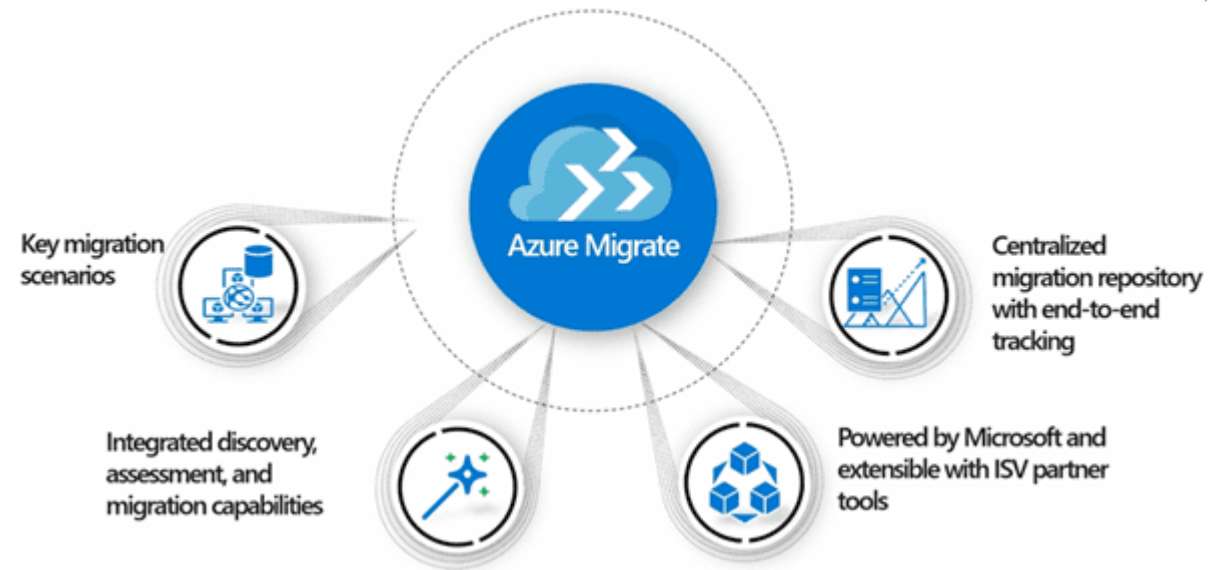 Azure Migrate
Key migration
scenarios
Integrated discovery,
assessment, and
migration capabilities
Powered by Microsoft and
extensible with ISV partner
tools
Centralized
migration repository
with end-to-end
tracking